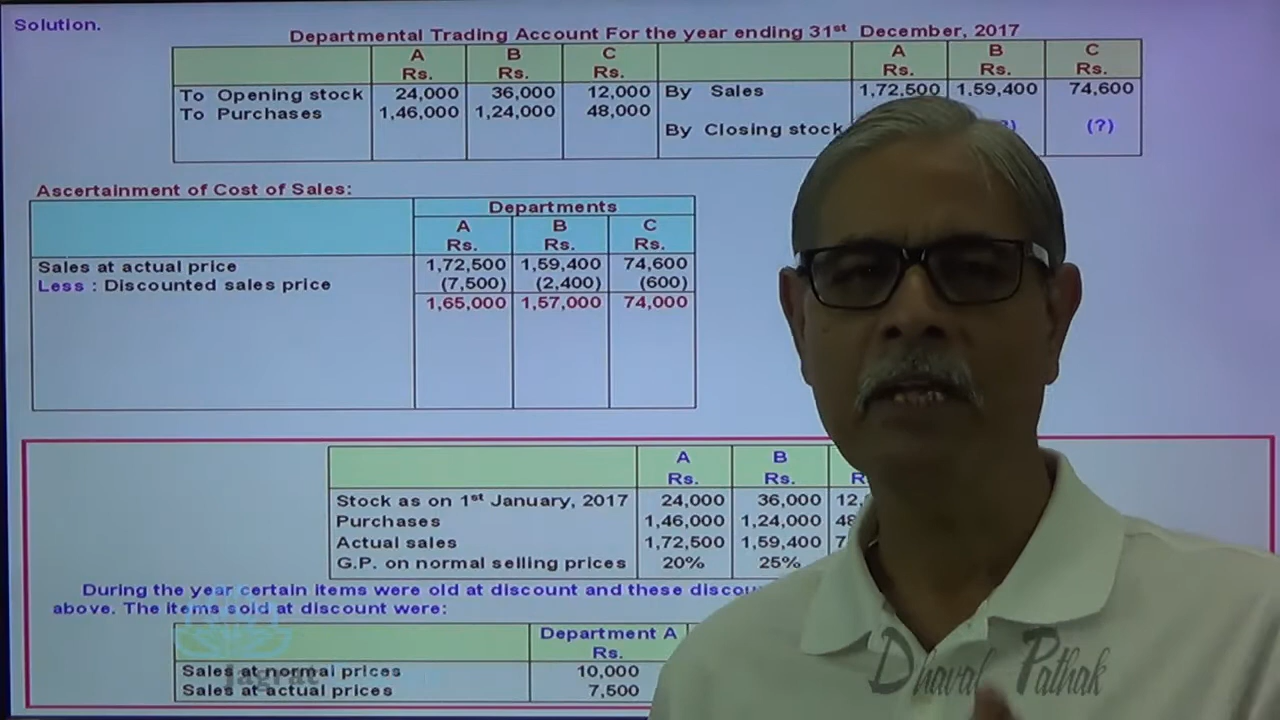 Solution.
Departmental Trading Account For the year ending 31st December, 2017
A B C A B C
Rs. Rs. Rs. Rs. Rs. Rs.
To Opening stock 24,000 36,000 12,000 By Sales 1,72,500 1,59,400 74,600
To Purchases 1,46,000 1,24,000 48,000
By Closing stock (?)
Ascertainment of Cost of Sales:
Departments
A B C
Rs. Rs. Rs.
Sales at actual price 1,72,500 1,59,400 74,600
Less : Discounted sales price (7,500) (2,400) (600)
1,65,000 1,57,000 74,000
A B
Rs. Rs.
Stock as on 1st January, 2017 24,000 36,000
Purchases 1,46,000 1,24,000
Actual sales 1,72,500 1,59,400
G.P. on normal selling prices 20% 25%
During the year certain items were old at discount and these
above. The items sold at discount were:
Department A
Rs.
Sales at normal prices 10,000
Sales at actual prices 7,500
Jagrat
Dhaval Pathak